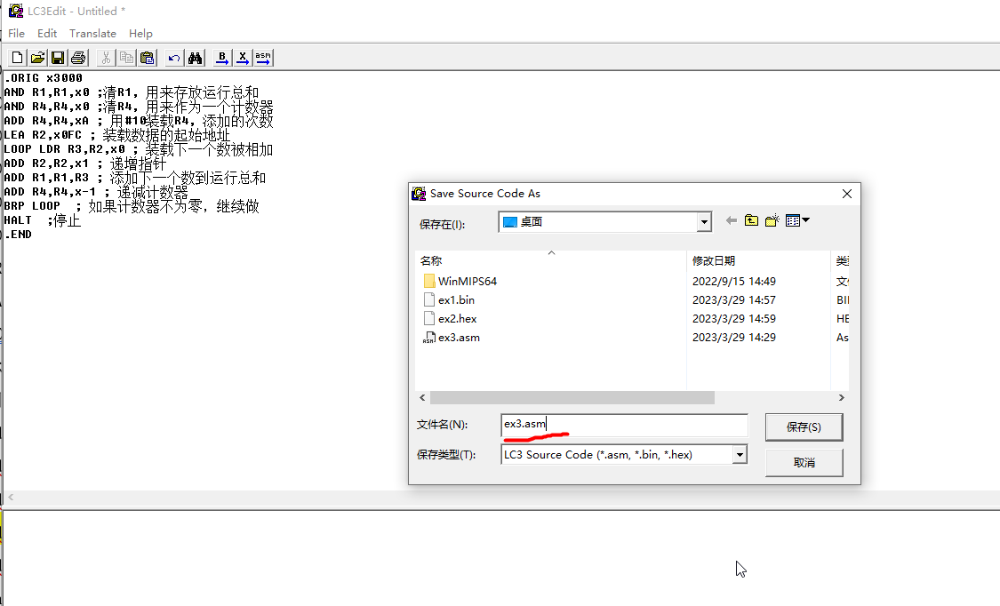 LC3Edit - Untitled *
File Edit Translate Help
B X asm
.ORIG x3000
AND R1,R1,x0 ;清R1, 用来存放运行总和
AND R4,R4,x0 ;清R4, 用来作为一个计数器
ADD R4,R4,xA ; 用#10装载R4, 添加的次数
LEA R2,x0FC ; 装载数据的起始地址
LOOP LDR R3,R2,x0 ; 装载下一个数被相加
ADD R2,R2,x1 ; 递增指针
ADD R1,R1,R3 ; 添加下一个数到运行总和
ADD R4,R4,x-1 ; 递减计数器
BRP LOOP ; 如果计数器不为零, 继续做
HALT ;停止
.END
Save Source Code As
保存在(I): 桌面
名称 修改日期
WinMIPS64 2022/9/15 14:49
ex1.bin 2023/3/29 14:57 BI
ex2.hex 2023/3/29 14:59 HE
ex3.asm 2023/3/29 14:29 As
文件名(N): ex3.asm 保存(S)
保存类型(T): LC3 Source Code (*.asm, *.bin, *.hex) 取消